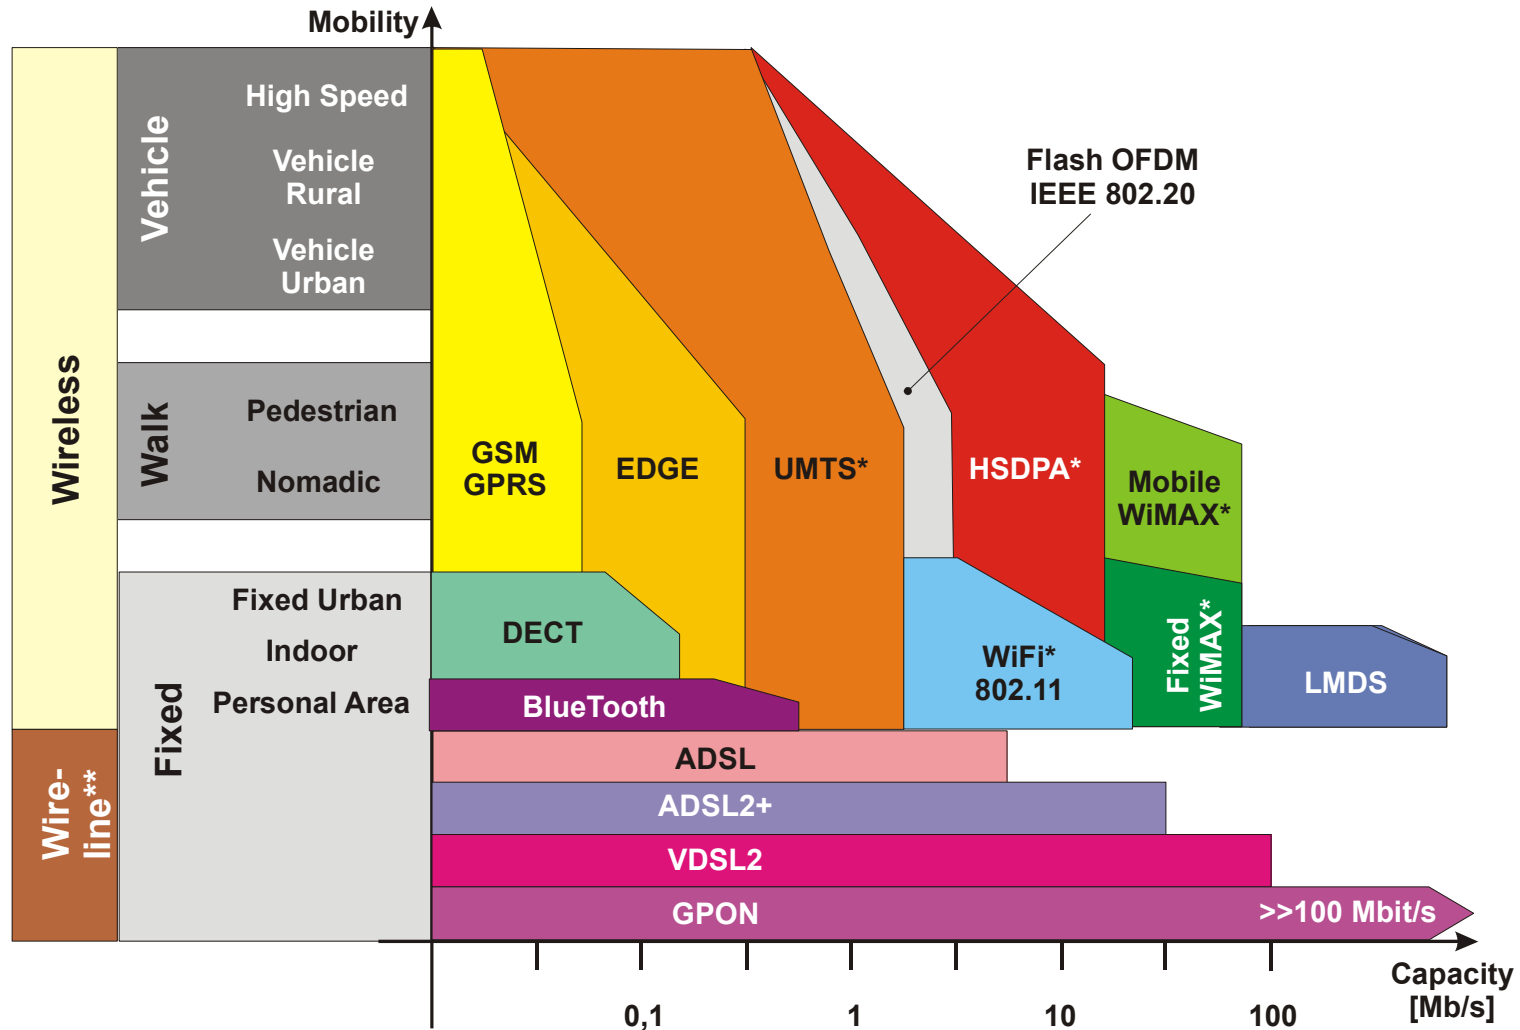 Mobility
High Speed
Vehicle
Rural
Vehicle
Urban
Vehicle
Flash OFDM
IEEE 802.20
Wireless
Walk
Pedestrian
Nomadic
GSM
GPRS
EDGE
UMTS*
HSDPA*
Mobile
WiMAX*
Fixed Urban
Indoor
Personal Area
Fixed
DECT
BlueTooth
WiFi*
802.11
Fixed
WiMAX*
LMDS
Wire-
line**
ADSL
ADSL2+
VDSL2
GPON
>>100 Mbit/s
0,1
1
10
100
Capacity
[Mb/s]